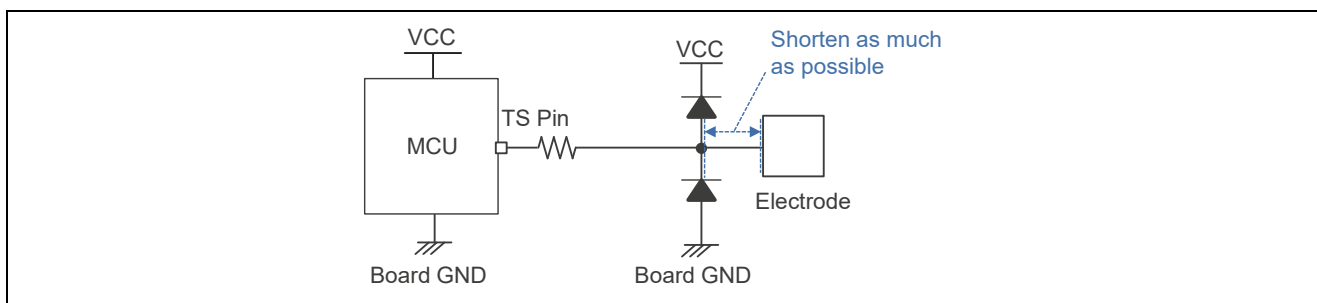 VCC
MCU
TS Pin
Board GND
VCC
Board GND
Shorten as much
as possible
Electrode